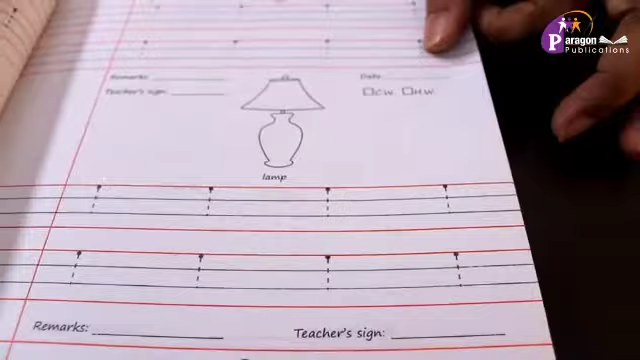 Paragon
Publications
Remarks:
Date
Teacher's sign:
C.W. H.W.
lamp
Remarks:
Teacher's sign: